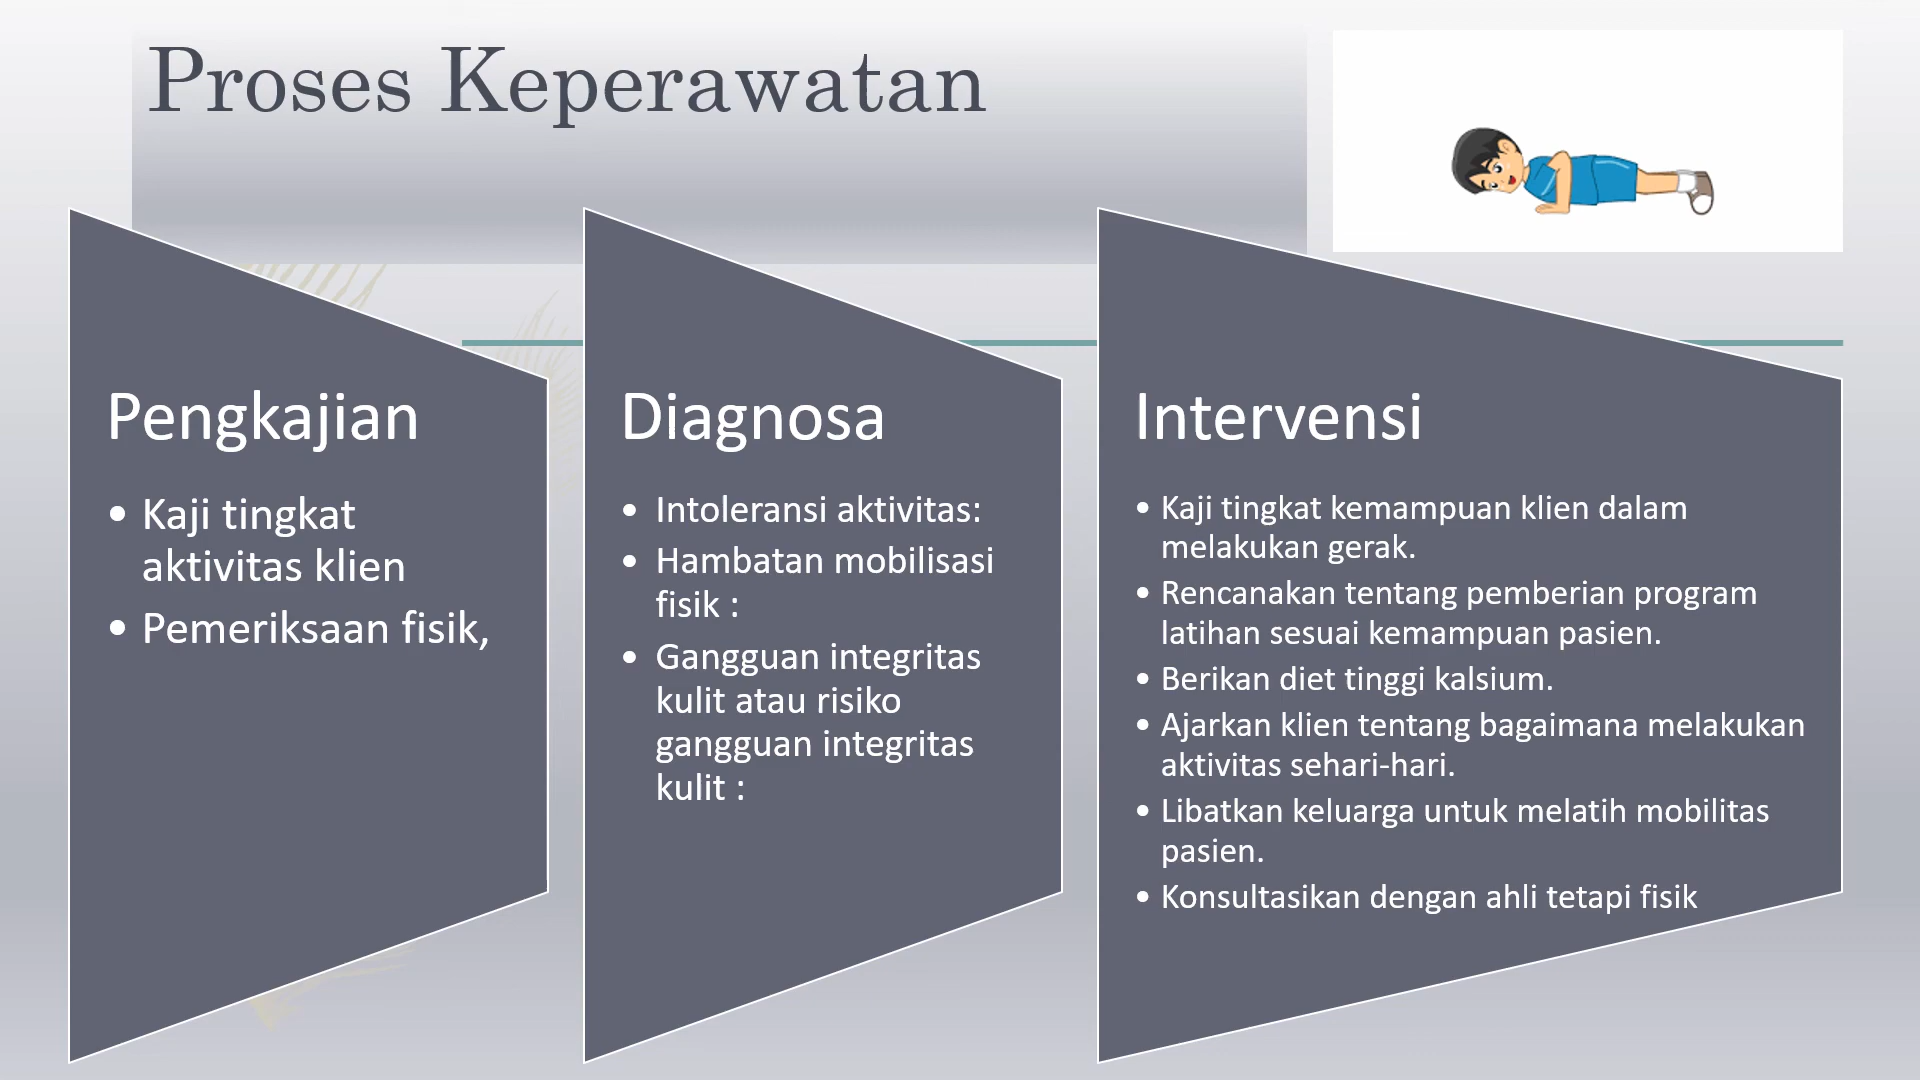 Proses Keperawatan
Pengkajian
• Kaji tingkat
aktivitas klien
• Pemeriksaan fisik,
Diagnosa
• Intoleransi aktivitas:
• Hambatan mobilisasi
fisik :
• Gangguan integritas
kulit atau risiko
gangguan integritas
kulit :
Intervensi
• Kaji tingkat kemampuan klien dalam
melakukan gerak.
• Rencanakan tentang pemberian program
latihan sesuai kemampuan pasien.
• Berikan diet tinggi kalsium.
• Ajarkan klien tentang bagaimana melakukan
aktivitas sehari-hari.
• Libatkan keluarga untuk melatih mobilitas
pasien.
• Konsultasikan dengan ahli tetapi fisik